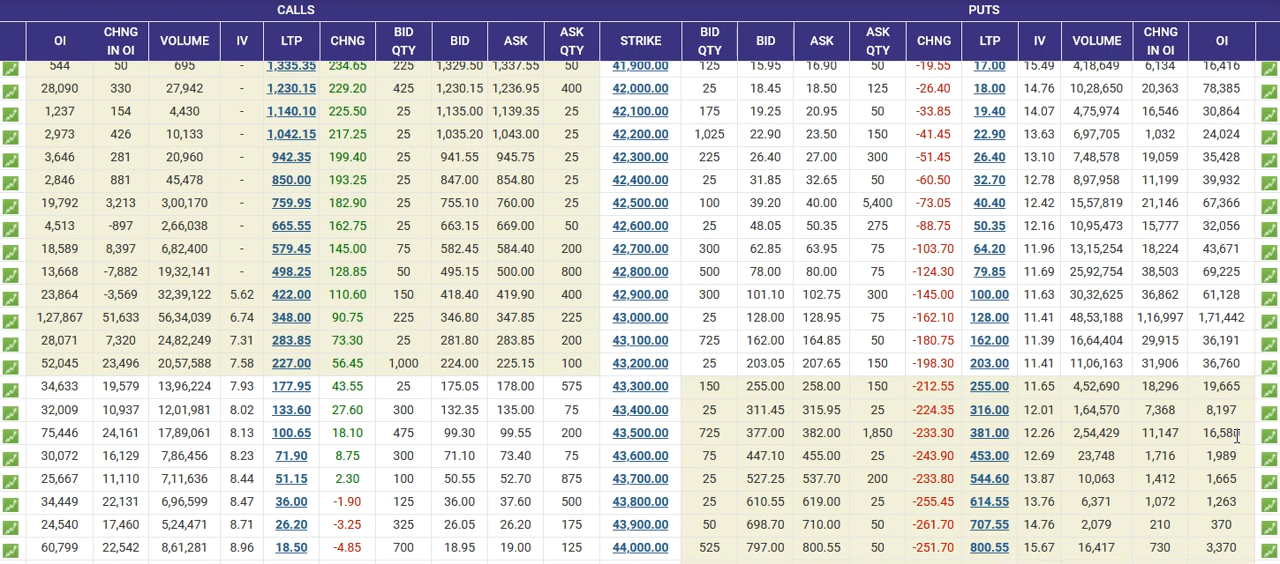 CALLS PUTS
OI CHNG IN OI VOLUME IV LTP CHNG BID QTY BID ASK ASK QTY STRIKE BID QTY BID ASK ASK QTY CHNG LTP IV VOLUME CHNG IN OI OI
544 50 695 - 1,335.35 234.65 225 1,329.50 1,337.55 50 41,900.00 125 15.95 16.90 50 -19.55 17.00 15.49 4,18,649 6,134 16,416
28,090 330 27,942 - 1,230.15 229.20 425 1,230.15 1,236.95 400 42,000.00 25 18.45 18.50 125 -26.40 18.00 14.76 10,28,650 20,363 78,385
1,237 154 4,430 - 1,140.10 225.50 25 1,135.00 1,139.35 25 42,100.00 175 19.25 19.95 25 -33.85 19.40 14.07 4,75,974 16,546 30,864
2,973 426 10,133 - 1,042.15 217.25 25 1,035.20 1,043.00 25 42,200.00 1,025 22.90 23.50 150 -41.45 22.90 13.63 6,97,705 1,032 24,024
3,646 281 20,960 - 942.35 199.40 25 941.55 945.75 25 42,300.00 225 26.40 27.00 300 -51.45 26.40 13.10 7,48,578 19,059 35,428
2,846 881 45,478 - 850.00 193.25 25 847.00 854.80 25 42,400.00 25 31.85 32.65 50 -60.50 32.70 12.78 8,97,958 11,199 39,932
19,792 3,213 3,00,170 - 759.95 182.90 25 755.10 760.00 25 42,500.00 100 39.20 40.00 5,400 -73.05 40.40 12.42 15,57,819 21,146 67,366
4,513 -897 2,66,038 - 665.55 162.75 25 663.15 669.00 50 42,600.00 25 48.05 50.35 275 -88.75 50.35 12.16 10,95,473 15,777 32,056
18,589 8,397 6,82,400 - 579.45 145.00 75 582.45 584.40 200 42,700.00 300 62.85 63.95 75 -103.70 64.20 11.96 13,15,254 18,224 43,671
13,668 -7,882 19,32,141 - 498.25 128.85 50 495.15 500.00 800 42,800.00 500 78.00 80.00 75 -124.30 79.85 11.69 25,92,754 38,503 69,225
23,864 -3,569 32,39,122 5.62 422.00 110.60 150 418.40 419.90 400 42,900.00 300 101.10 102.75 300 -145.00 100.00 11.63 30,32,625 36,862 61,128
1,27,867 51,633 56,34,039 6.74 348.00 90.75 225 346.80 347.85 225 43,000.00 25 128.00 128.95 75 -162.10 128.00 11.41 48,53,188 1,16,997 1,71,442
28,071 7,320 24,82,249 7.31 283.85 73.30 25 281.80 283.85 200 43,100.00 725 162.00 164.85 50 -180.75 162.00 11.39 16,64,404 29,915 36,191
52,045 23,496 20,57,588 7.58 227.00 56.45 1,000 224.00 225.15 100 43,200.00 25 203.05 207.65 150 -198.30 203.00 11.41 11,06,163 31,906 36,760
34,633 19,579 13,96,224 7.93 177.95 43.55 25 175.05 178.00 575 43,300.00 150 255.00 258.00 150 -212.55 255.00 11.65 4,52,690 18,296 19,665
32,009 10,937 12,01,981 8.02 133.60 27.60 300 132.35 135.00 75 43,400.00 25 311.45 315.95 25 -224.35 316.00 12.01 1,64,570 7,368 8,197
75,446 24,161 17,89,061 8.13 100.65 18.10 475 99.30 99.55 200 43,500.00 725 377.00 382.00 1,850 -233.30 381.00 12.26 2,54,429 11,147
30,072 16,129 7,86,456 8.23 71.90 8.75 300 71.10 73.40 75 43,600.00 75 447.10 455.00 25 -243.90 453.00 12.69 23,748 1,716 1,989
25,667 11,110 7,11,636 8.44 51.15 2.30 100 50.55 52.70 875 43,700.00 25 527.25 537.70 200 -233.80 544.60 13.87 10,063 1,412 1,665
34,449 22,131 6,96,599 8.47 36.00 -1.90 125 36.00 37.60 500 43,800.00 25 610.55 619.00 25 -255.45 614.55 13.76 6,371 1,072 1,263
24,540 17,460 5,24,471 8.71 26.20 -3.25 325 26.05 26.20 175 43,900.00 50 698.70 710.00 50 -261.70 707.55 14.76 2,079 210 370
60,799 22,542 8,61,281 8.96 18.50 -4.85 700 18.95 19.00 125 44,000.00 525 797.00 800.55 50 -251.70 800.55 15.67 16,417 730 3,370